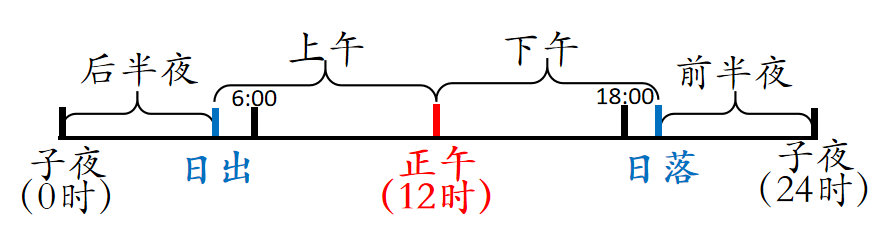 后半夜
上午
下午
前半夜
6:00
18:00
子夜
(0时)
日出
正午
(12时)
日落
子夜
(24时)